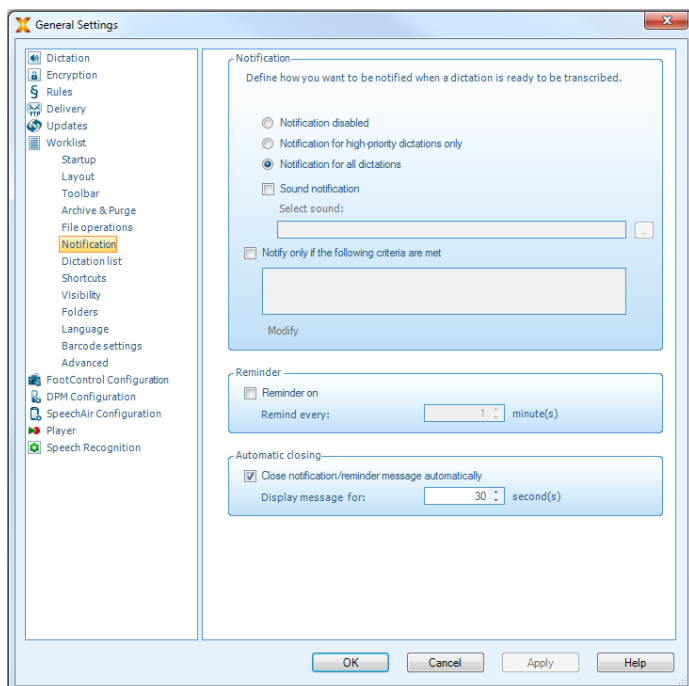 General Settings
Dictation
Encryption
Rules
Delivery
Updates
Worklist
Startup
Layout
Toolbar
Archive & Purge
File operations
Notification
Dictation list
Shortcuts
Visibility
Folders
Language
Barcode settings
Advanced
FootControl Configuration
DPM Configuration
SpeechAir Configuration
Player
Speech Recognition
Notification
Define how you want to be notified when a dictation is ready to be transcribed.
Notification disabled
Notification for high-priority dictations only
Notification for all dictations
Sound notification
Select sound:
..
Notify only if the following criteria are met
Modify
Reminder
Reminder on
Remind every: 1 minute(s)
Automatic closing
Close notification/reminder message automatically
Display message for: 30 second(s)
OK Cancel Apply Help